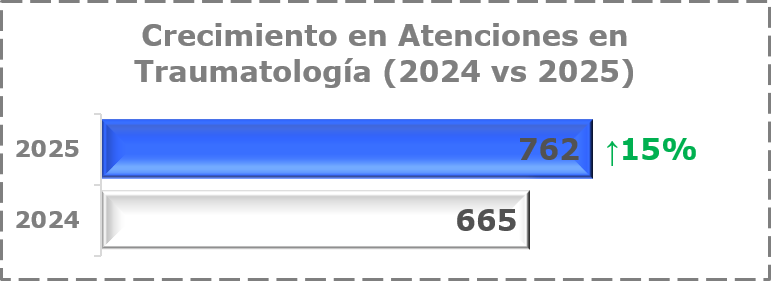 Crecimiento en Atenciones en
Traumatología (2024 vs 2025)
2025 762 ↑15%
2024 665